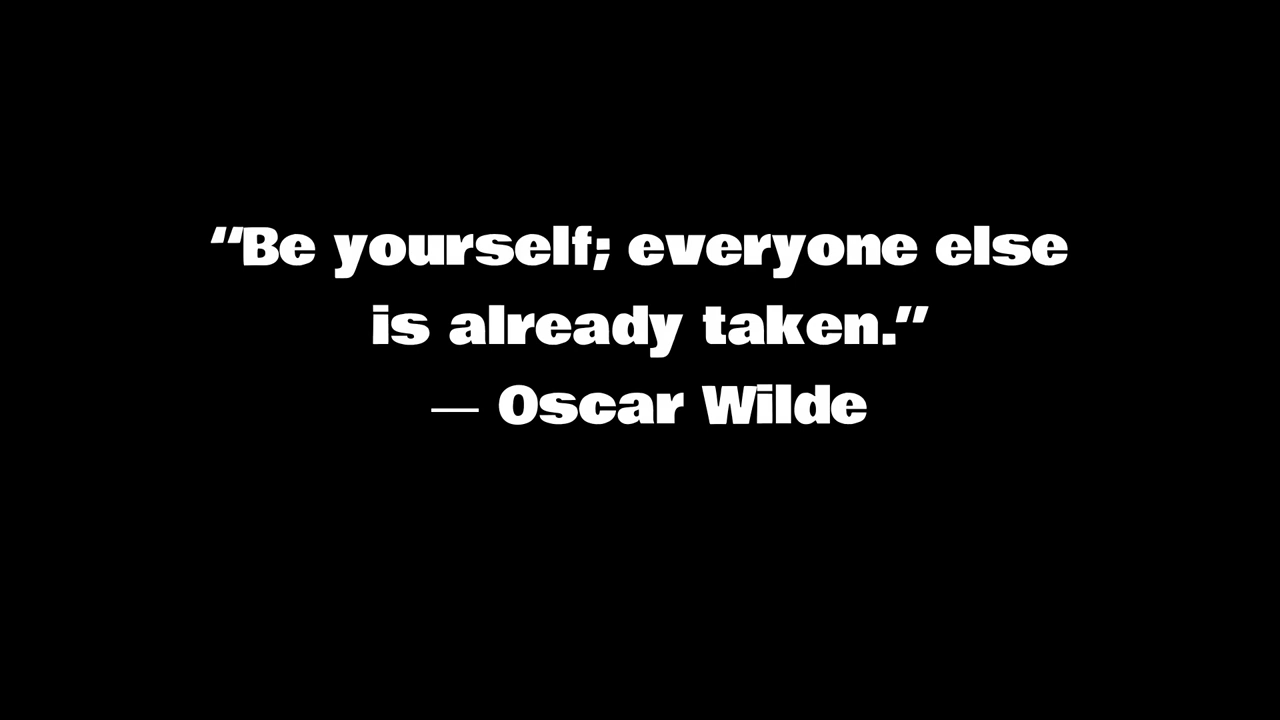 “Be yourself; everyone else
is already taken.”
— Oscar Wilde